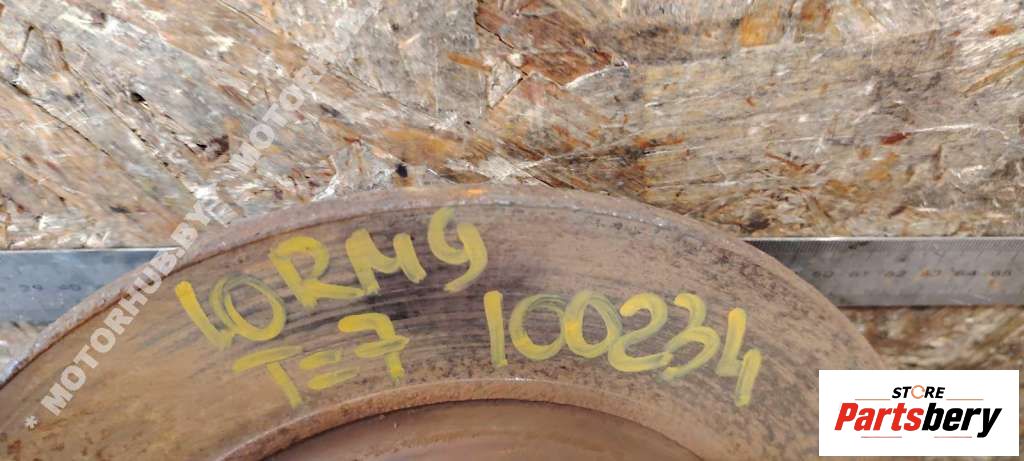 10RM9
T=7 100234
* MOTORHUBBY
STORE
Partsbery